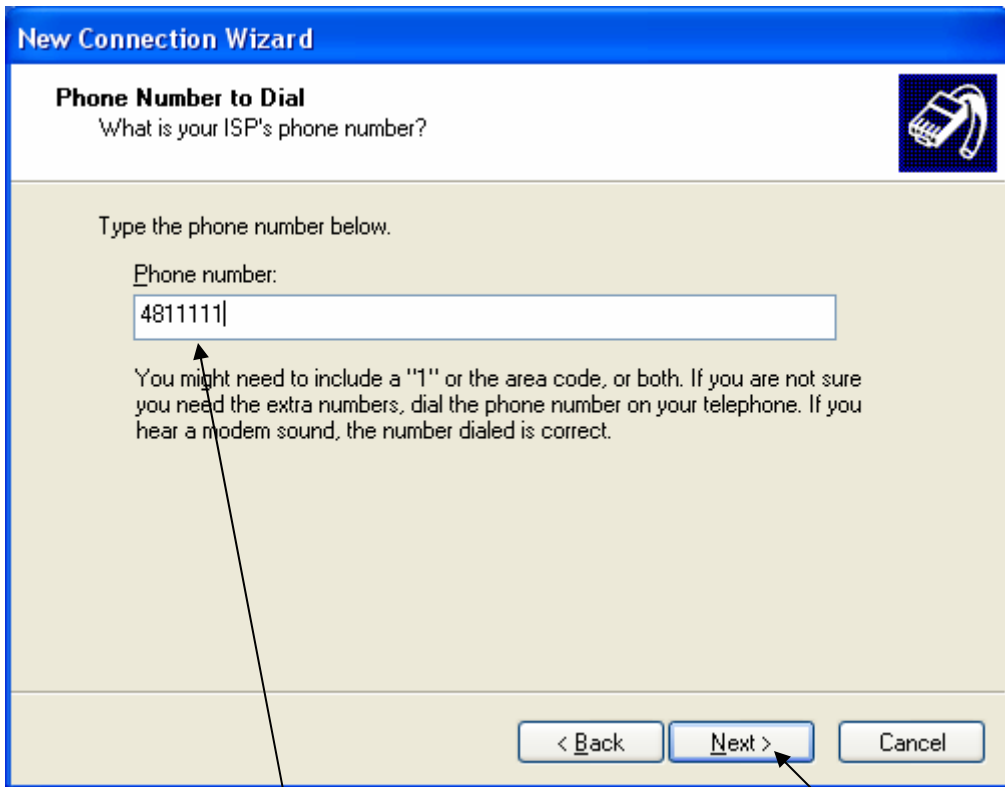 New Connection Wizard
Phone Number to Dial
What is your ISP's phone number?
Type the phone number below.
Phone number:
4811111
You might need to include a "1" or the area code, or both. If you are not sure
you need the extra numbers, dial the phone number on your telephone. If you
hear a modem sound, the number dialed is correct.
< Back Next > Cancel